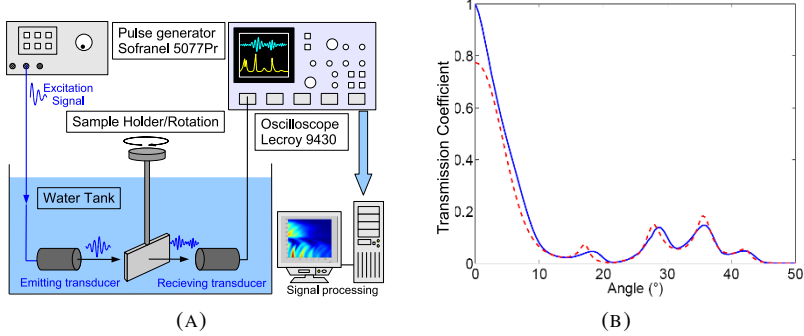 Pulse generator
Sofranel 5077Pr
Excitation
Signal
Sample Holder/Rotation
Oscilloscope
Lecroy 9430
Water Tank
Emitting transducer
Recieving transducer
Signal processing
(A)
Transmission Coefficient
1
0.8
0.6
0.4
0.2
0
0 10 20 30 40 50
Angle (°)
(B)